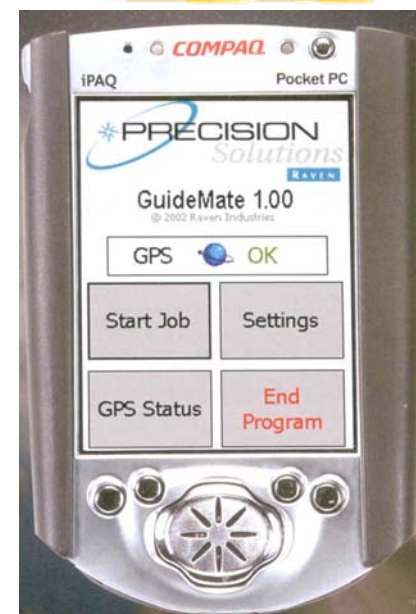 COMPAQ
iPAQ Pocket PC
PRECISION
Solutions
RAVEN
GuideMate 1.00
© 2002 Raven Industries
GPS OK
Start Job Settings
GPS Status End
Program